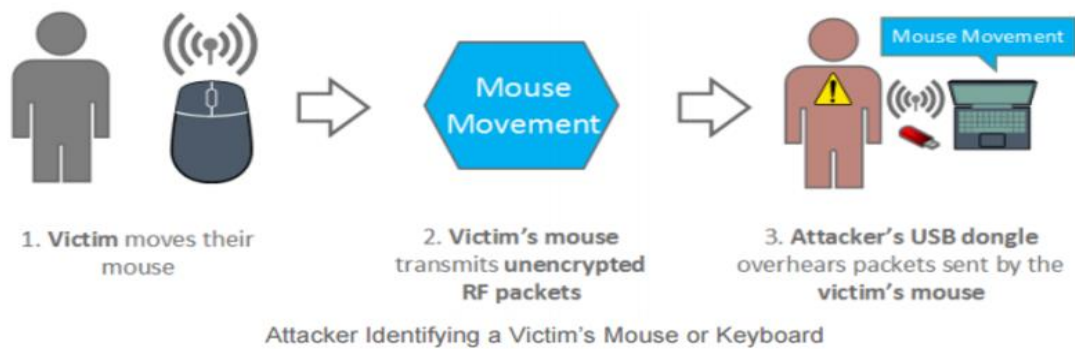 Mouse Movement
Mouse
Movement
1. Victim moves their
mouse
2. Victim's mouse
transmits unencrypted
RF packets
3. Attacker's USB dongle
overhears packets sent by the
victim's mouse
Attacker Identifying a Victim's Mouse or Keyboard